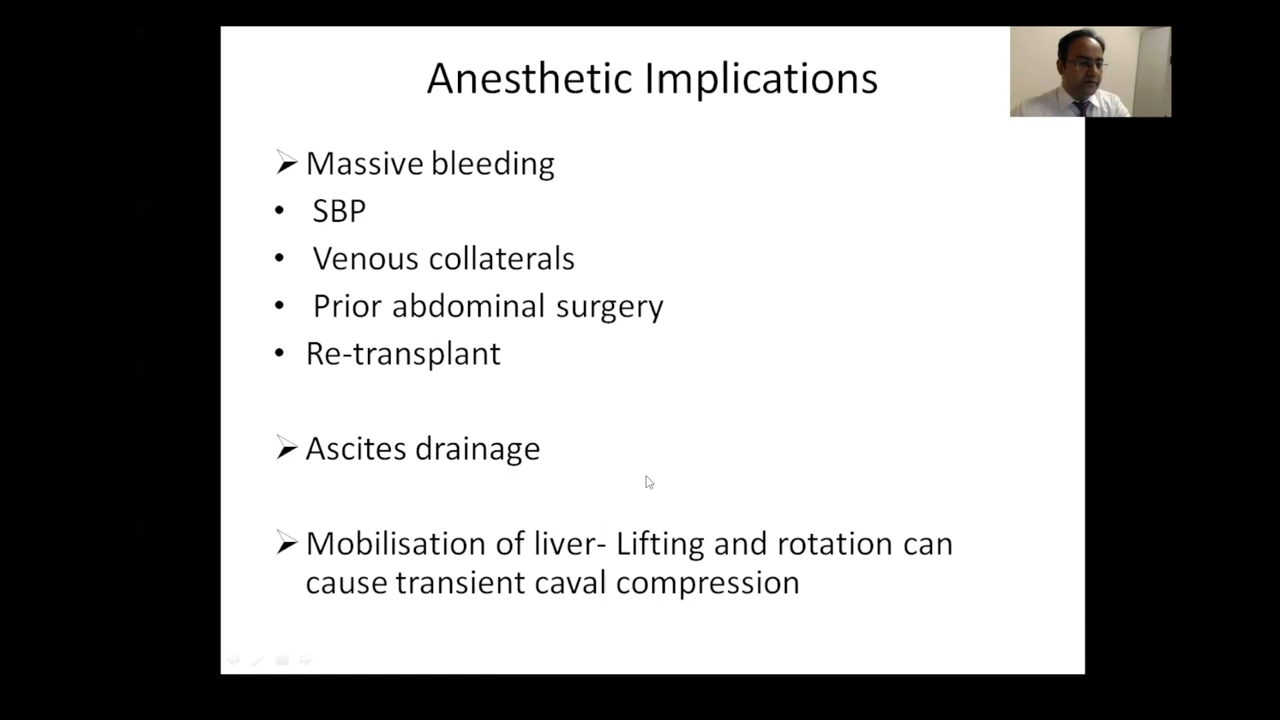 Anesthetic Implications
➢ Massive bleeding
• SBP
• Venous collaterals
• Prior abdominal surgery
• Re-transplant
➢ Ascites drainage
➢ Mobilisation of liver- Lifting and rotation can
cause transient caval compression